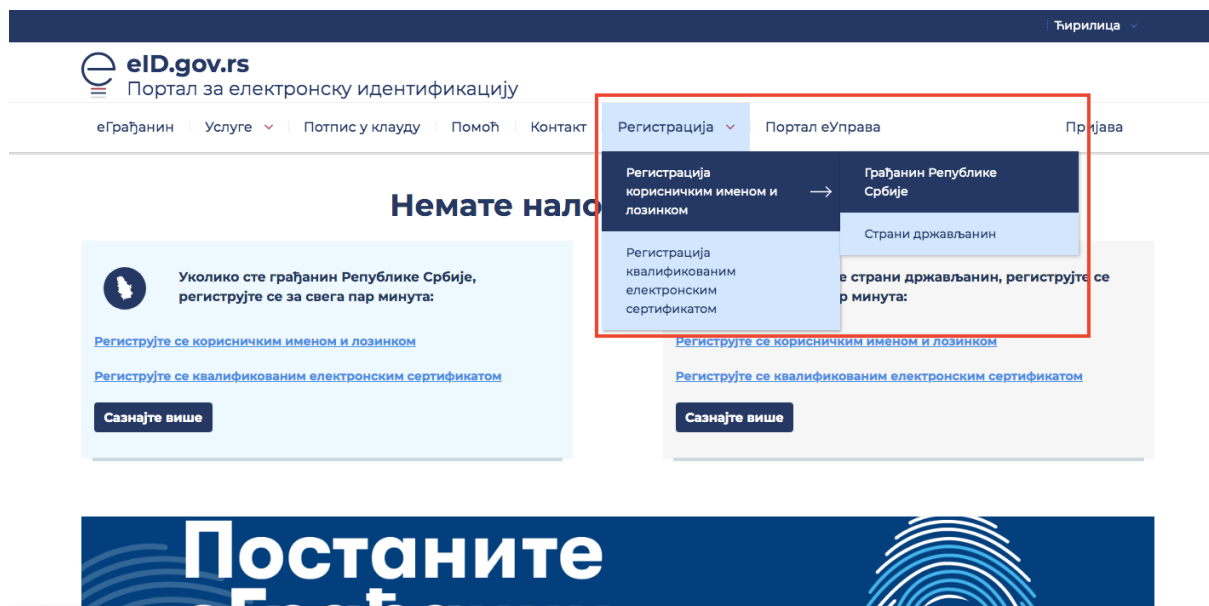 Ћирилица
eID.gov.rs
Портал за електронску идентификацију
еГрађанин Услуге Потпис у клауду Помоћ Контакт Регистрација Портал еУправа Пријава
Регистрација
корисничким именом и
лозинком
Грађанин Републике
Србије
Страни држављанин
Регистрација
квалификованим
електронским
сертификатом
Немате нало
Уколико сте грађанин Републике Србије,
региструјте се за свега пар минута:
Региструјте се корисничким именом и лозинком
Региструјте се квалификованим електронским сертификатом
Сазнајте више
е страни држављанин, региструјте се
р минута:
Региструјте се корисничким именом и лозинком
Региструјте се квалификованим електронским сертификатом
Сазнајте више
Постаните